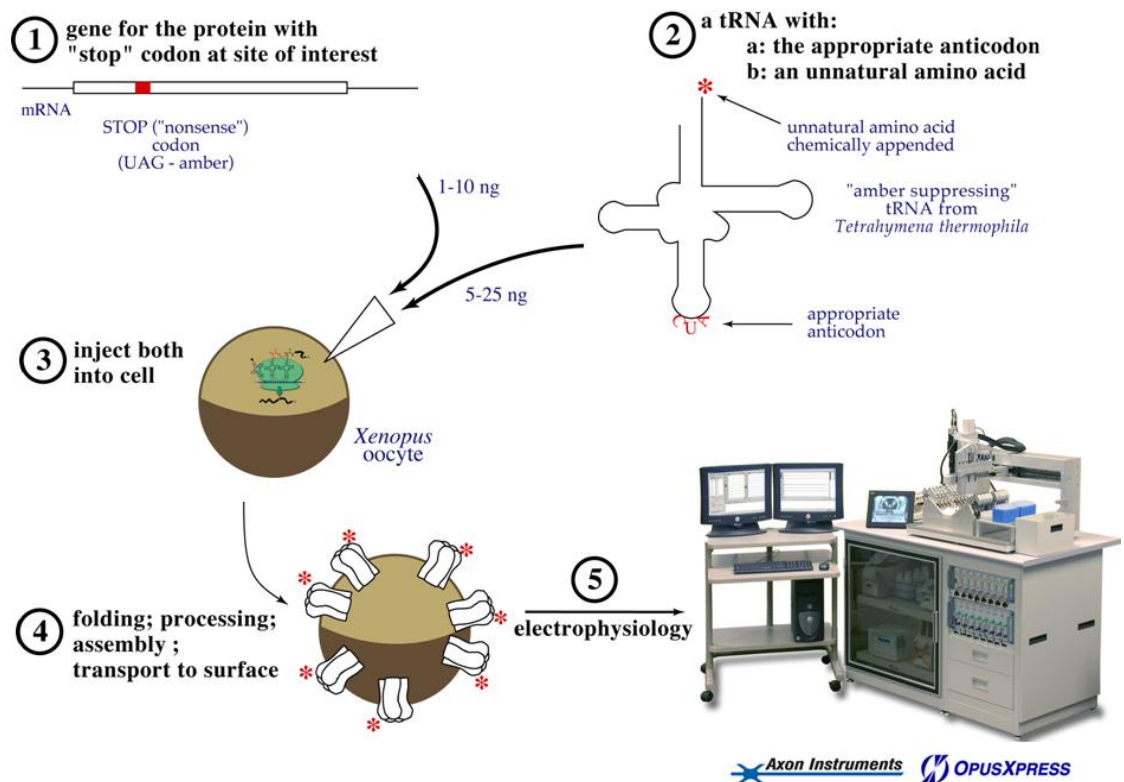 1
gene for the protein with
"stop" codon at site of interest
mRNA
STOP ("nonsense")
codon
(UAG - amber)
2
a tRNA with:
a: the appropriate anticodon
b: an unnatural amino acid
*
unnatural amino acid
chemically appended
"amber suppressing"
tRNA from
Tetrahymena thermophila
1-10 ng
5-25 ng
CUA
appropriate
anticodon
3
inject both
into cell
Xenopus
oocyte
4
folding; processing;
assembly ;
transport to surface
* * * * * * *
5
electrophysiology
Axon Instruments
OPUSXPRESS